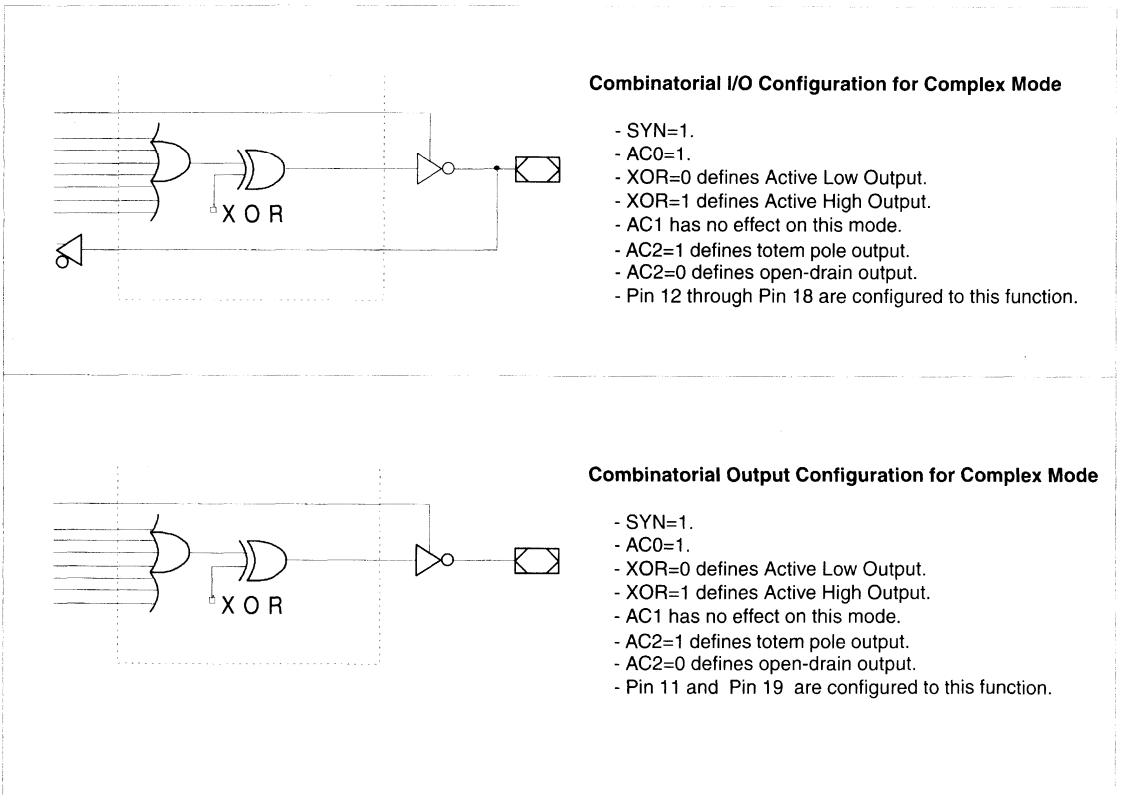 Combinatorial I/O Configuration for Complex Mode
- SYN=1.
- AC0=1.
- XOR=0 defines Active Low Output.
- XOR=1 defines Active High Output.
- AC1 has no effect on this mode.
- AC2=1 defines totem pole output.
- AC2=0 defines open-drain output.
- Pin 12 through Pin 18 are configured to this function.
X O R
Combinatorial Output Configuration for Complex Mode
- SYN=1.
- AC0=1.
- XOR=0 defines Active Low Output.
- XOR=1 defines Active High Output.
- AC1 has no effect on this mode.
- AC2=1 defines totem pole output.
- AC2=0 defines open-drain output.
- Pin 11 and Pin 19 are configured to this function.
X O R